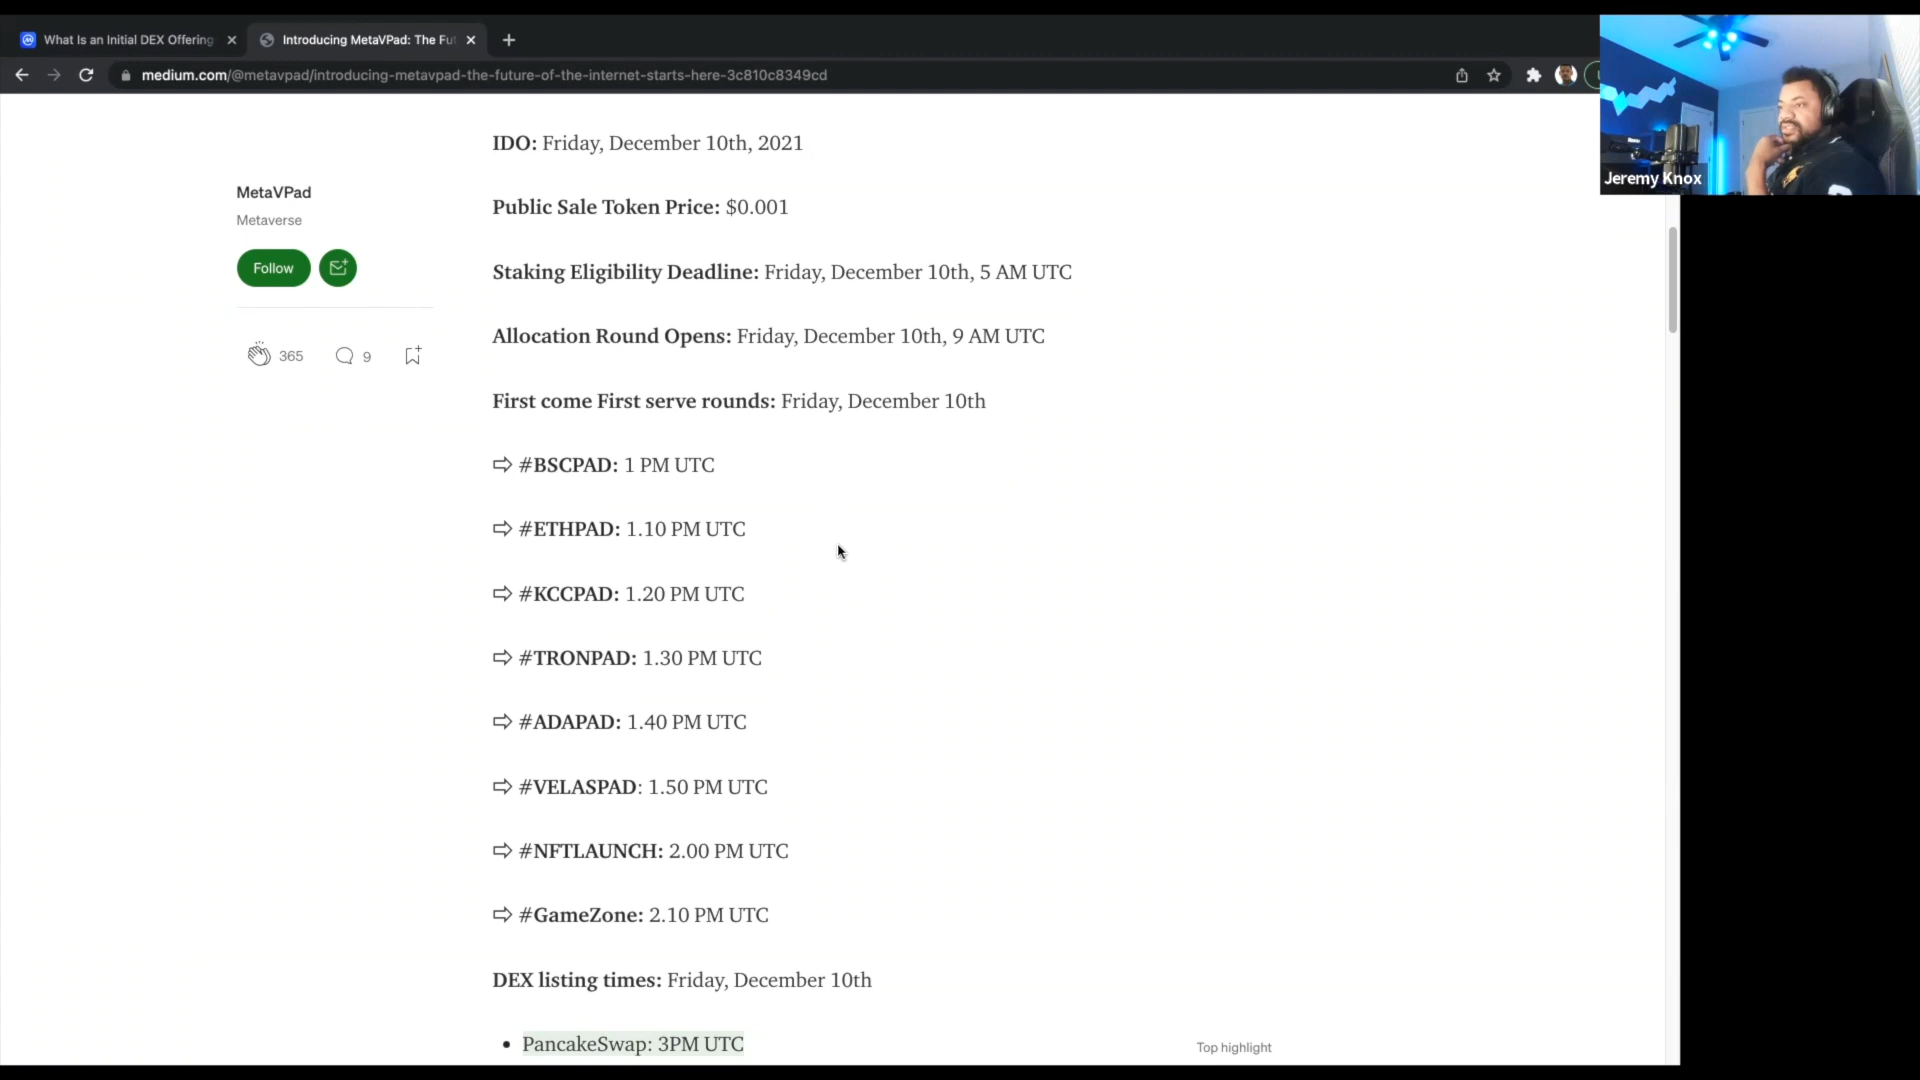 What Is an Initial DEX Offering
Introducing MetaVPad: The Fu
medium.com/@metavpad/introducing-metavpad-the-future-of-the-internet-starts-here-3c810c8349cd
Jeremy Knox
MetaVPad
Metaverse
Follow
365
9
IDO: Friday, December 10th, 2021
Public Sale Token Price: $0.001
Staking Eligibility Deadline: Friday, December 10th, 5 AM UTC
Allocation Round Opens: Friday, December 10th, 9 AM UTC
First come First serve rounds: Friday, December 10th
⇨ #BSCPAD: 1 PM UTC
⇨ #ETHPAD: 1.10 PM UTC
⇨ #KCCPAD: 1.20 PM UTC
⇨ #TRONPAD: 1.30 PM UTC
⇨ #ADAPAD: 1.40 PM UTC
⇨ #VELASPAD: 1.50 PM UTC
⇨ #NFTLAUNCH: 2.00 PM UTC
⇨ #GameZone: 2.10 PM UTC
DEX listing times: Friday, December 10th
• PancakeSwap: 3PM UTC
Top highlight